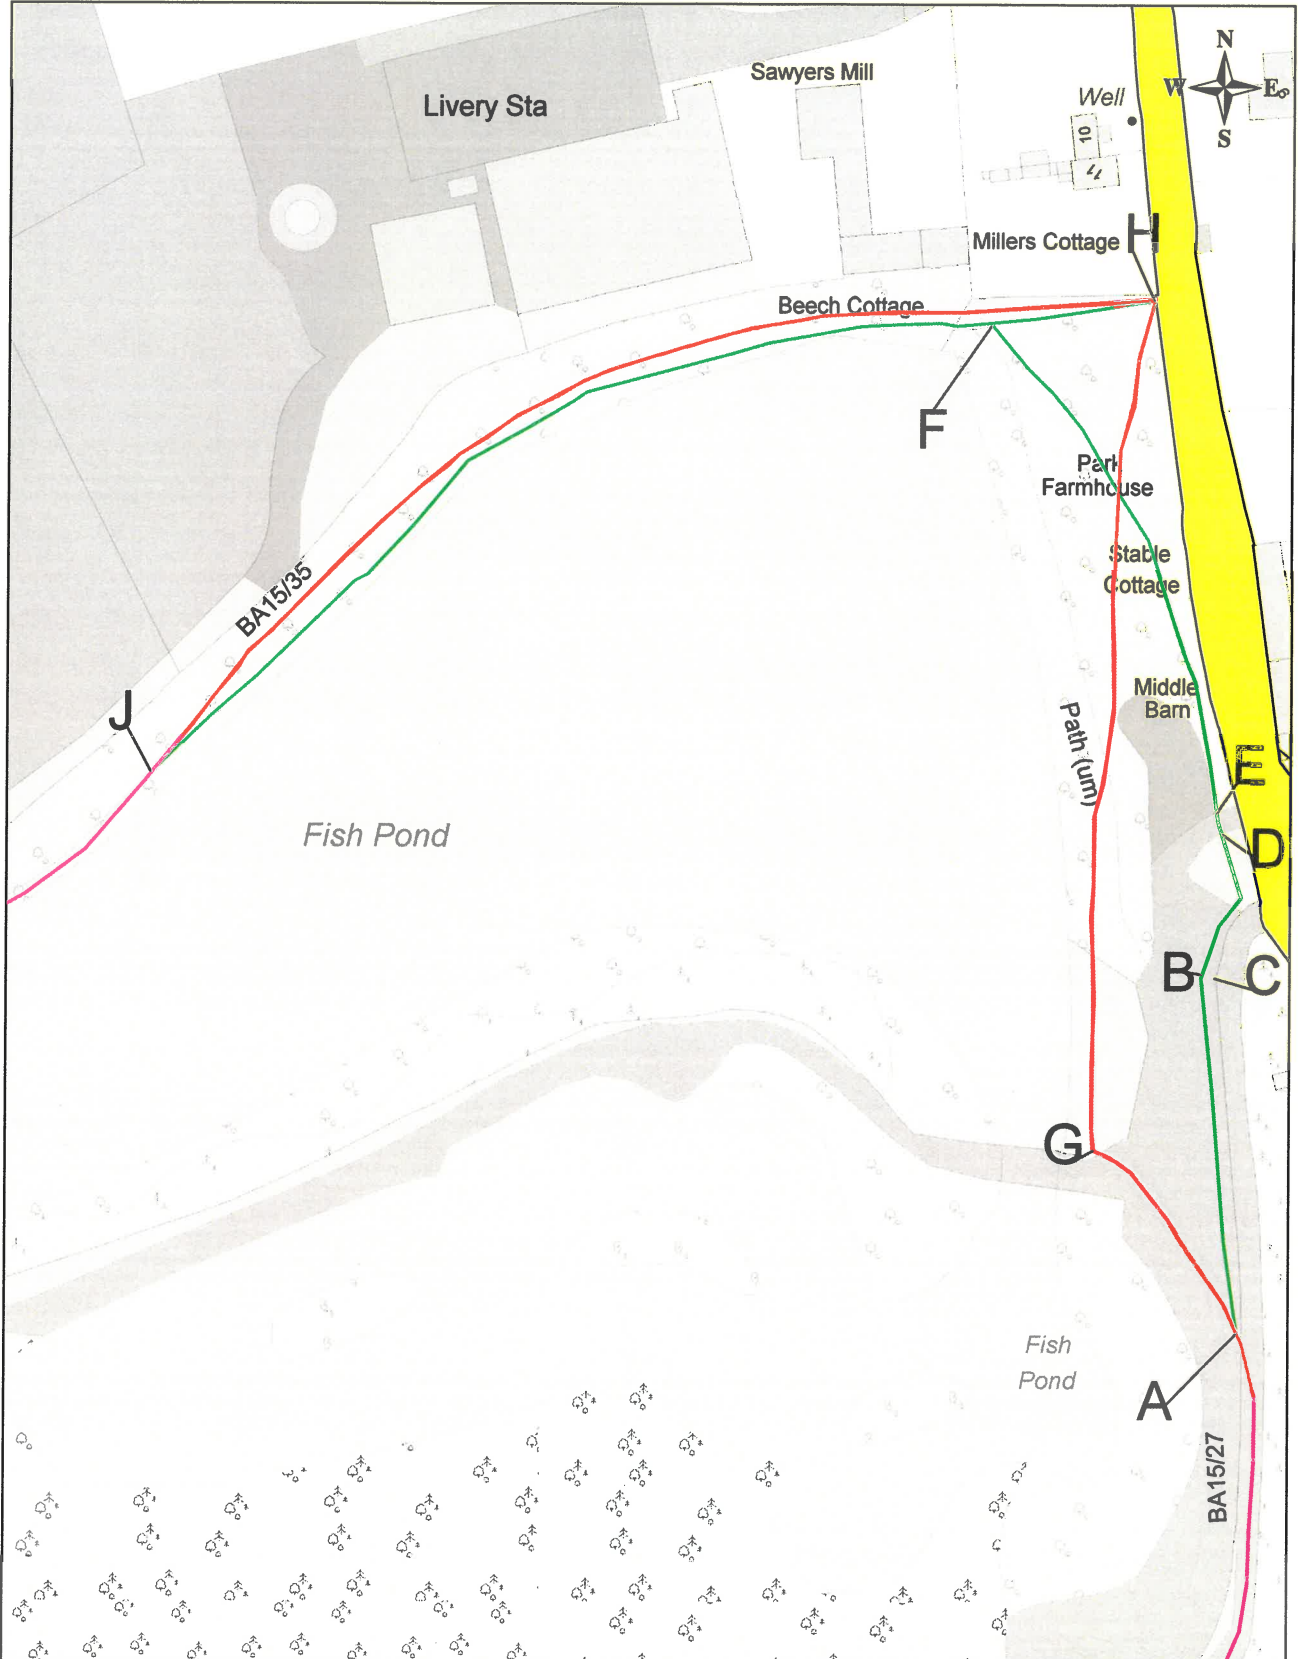 N
Sawyers Mill
W
E
Livery Sta
Well
S
10
11
H
Millers Cottage
Beech Cottage
F
Park
Farmhouse
Stable
Cottage
BA15/35
Middle
Barn
J
Path (um)
E
Fish Pond
D
B
C
G
Fish
Pond
A
BA15/27